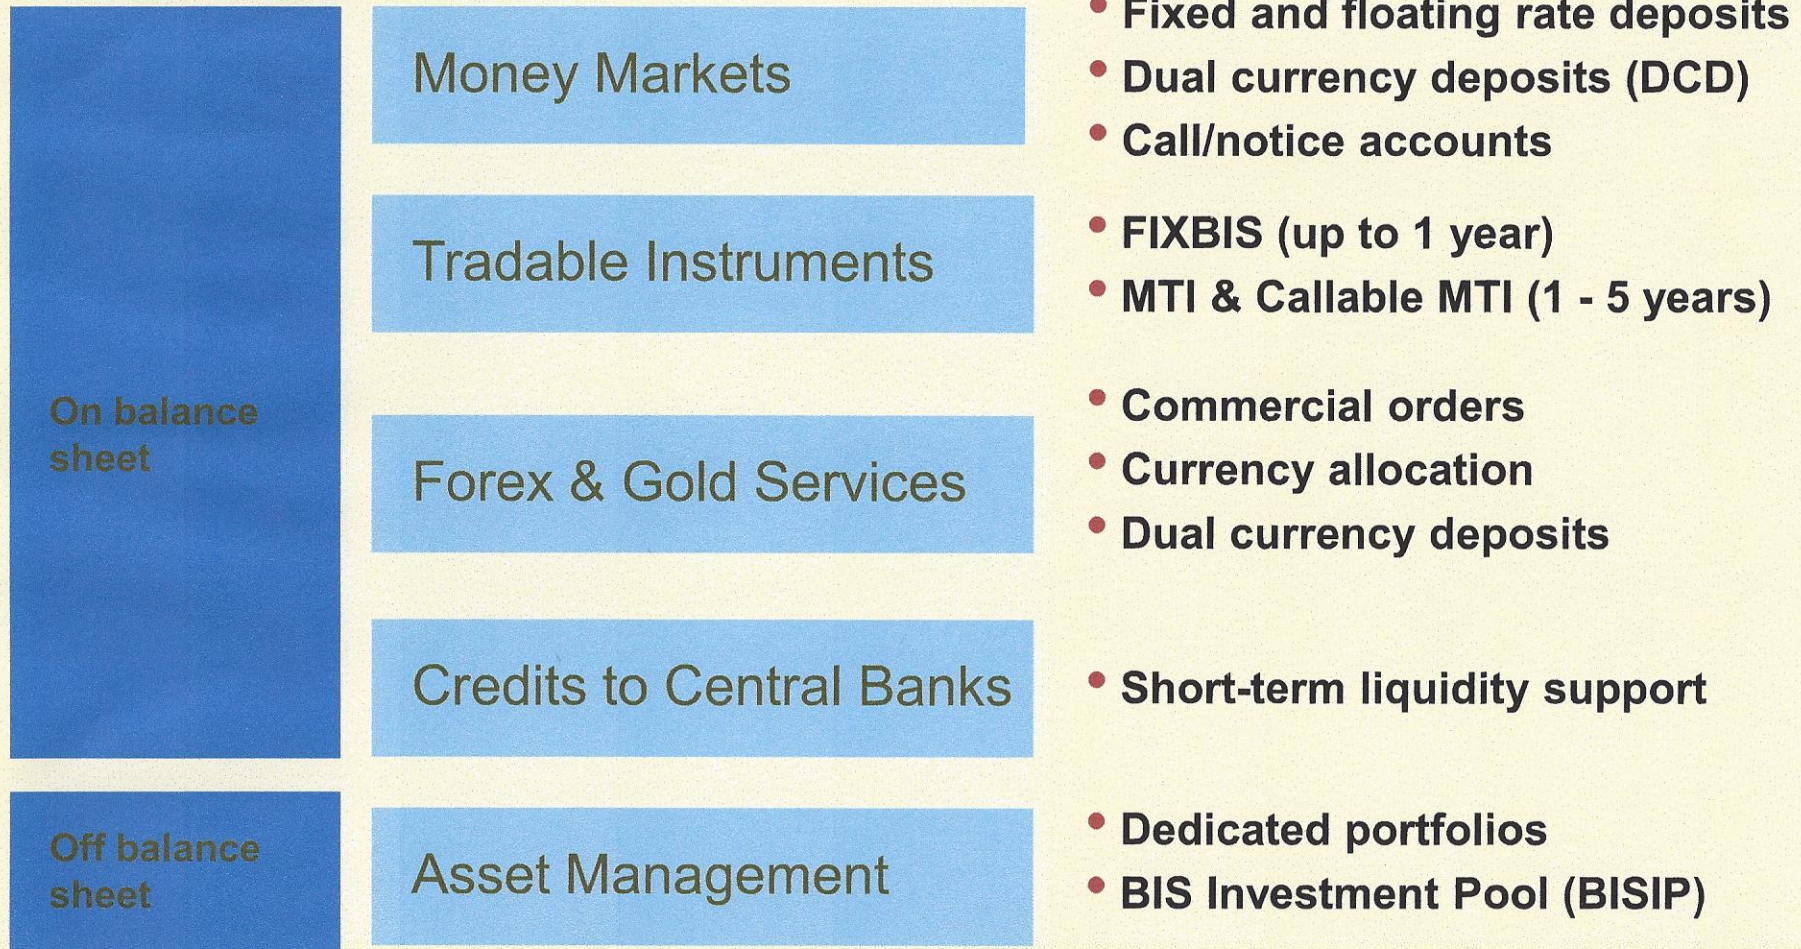 On balance
sheet
Money Markets
• Fixed and floating rate deposits
• Dual currency deposits (DCD)
• Call/notice accounts
Tradable Instruments
• FIXBIS (up to 1 year)
• MTI & Callable MTI (1 - 5 years)
Forex & Gold Services
• Commercial orders
• Currency allocation
• Dual currency deposits
Credits to Central Banks
• Short-term liquidity support
Off balance
sheet
Asset Management
• Dedicated portfolios
• BIS Investment Pool (BISIP)